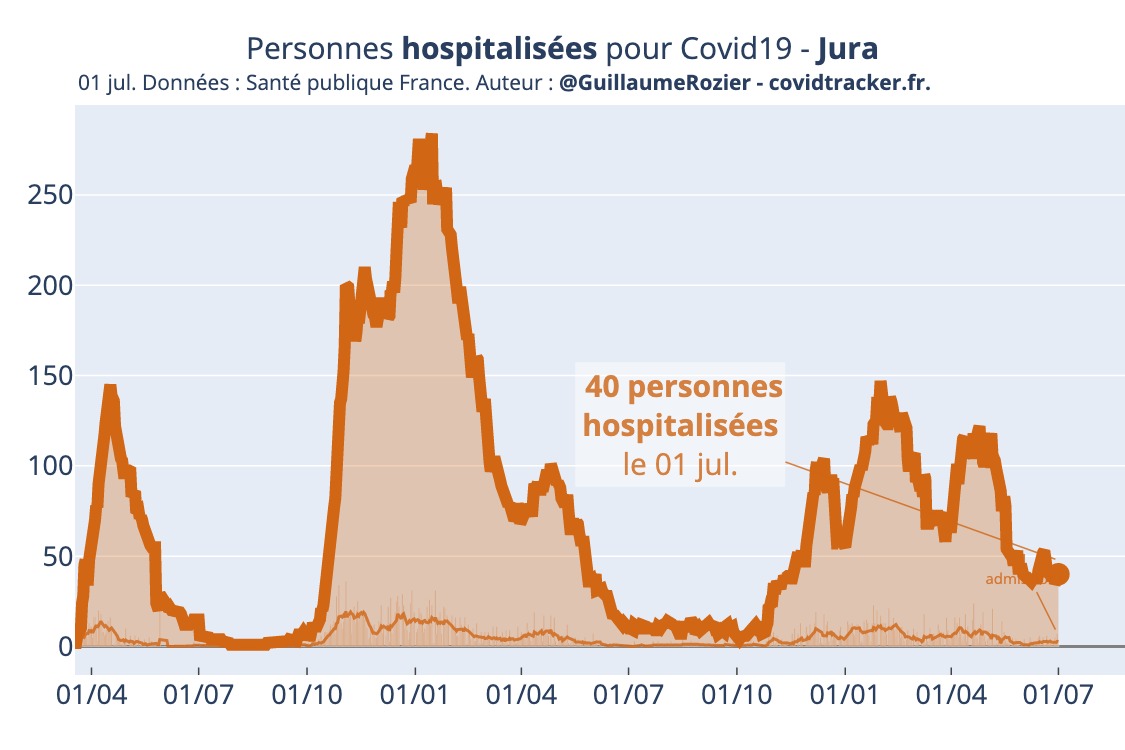 Personnes hospitalisées pour Covid19 - Jura
01 jul. Données : Santé publique France. Auteur : @GuillaumeRozier - covidtracker.fr.
250
200
150
100
50
0
40 personnes
hospitalisées
le 01 jul.
01/04 01/07 01/10 01/01 01/04 01/07 01/10 01/01 01/04 01/07